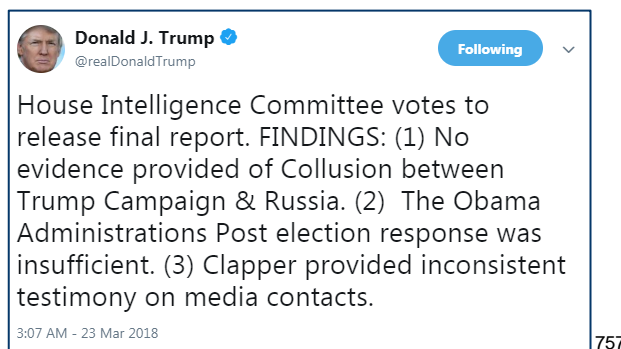 Donald J. Trump
@realDonaldTrump
Following
House Intelligence Committee votes to
release final report. FINDINGS: (1) No
evidence provided of Collusion between
Trump Campaign & Russia. (2)  The Obama
Administrations Post election response was
insufficient. (3) Clapper provided inconsistent
testimony on media contacts.
3:07 AM - 23 Mar 2018
757